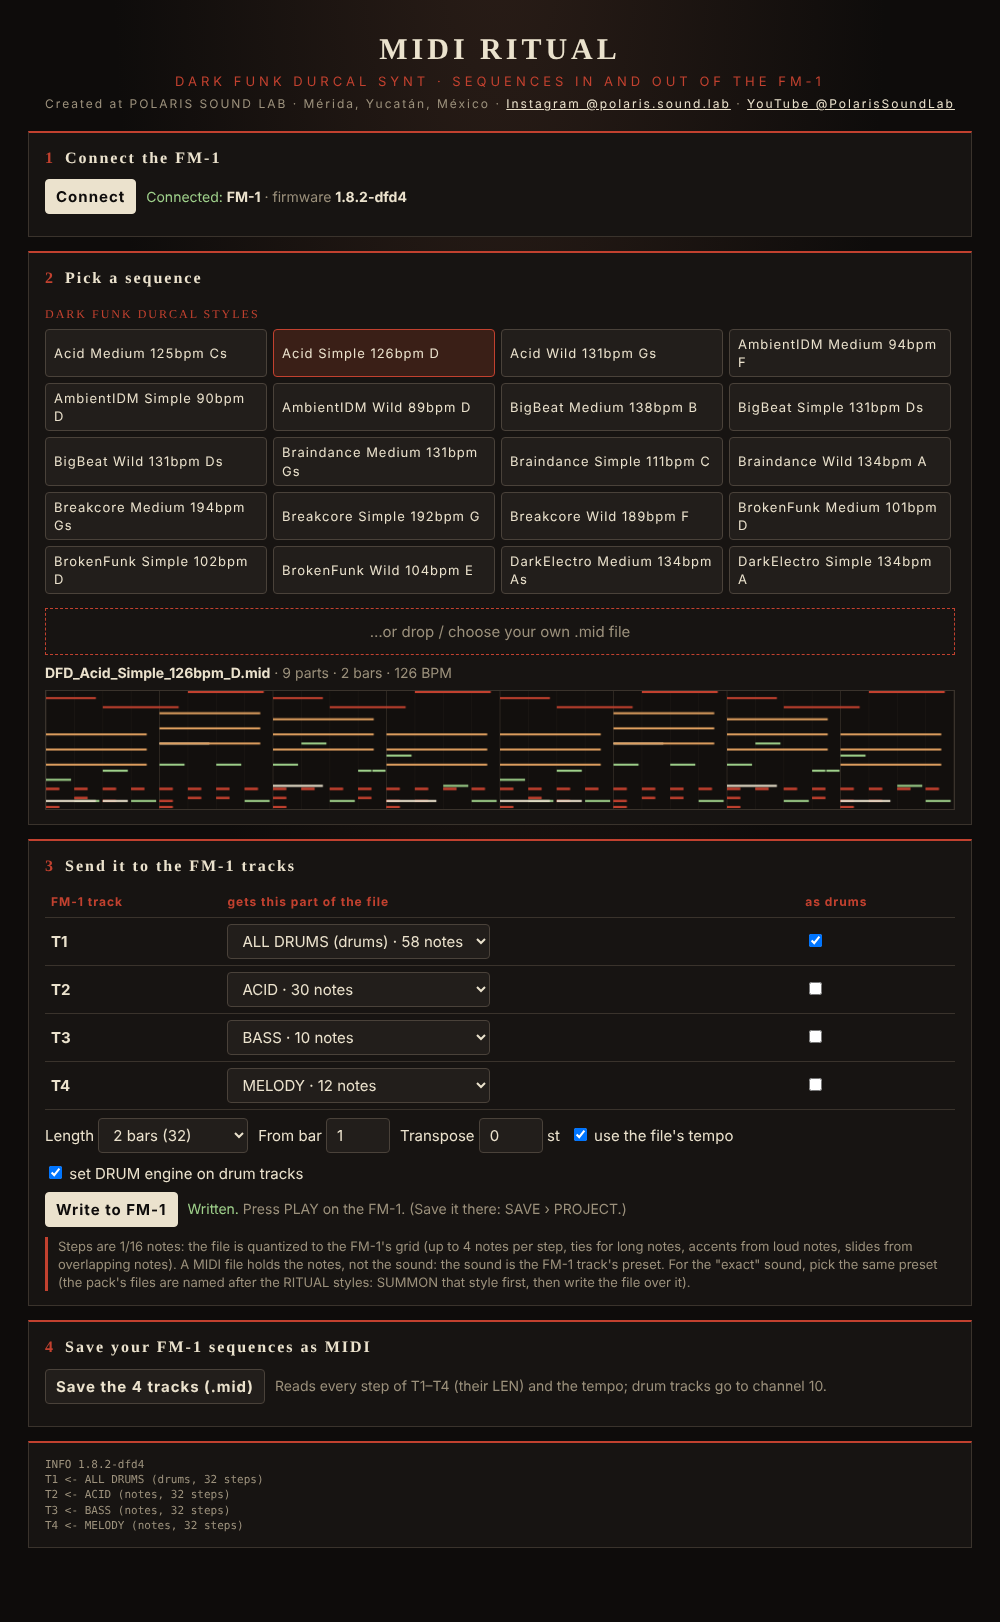 MIDI RITUAL
DARK FUNK DURCAL SYNT · SEQUENCES IN AND OUT OF THE FM-1
Created at POLARIS SOUND LAB · Mérida, Yucatán, México · Instagram @polaris.sound.lab · YouTube @PolarisSoundLab
1 Connect the FM-1
Connect Connected: FM-1 · firmware 1.8.2-dfd4
2 Pick a sequence
DARK FUNK DURCAL STYLES
Acid Medium 125bpm Cs
Acid Simple 126bpm D
Acid Wild 131bpm Gs
AmbientIDM Medium 94bpm
F
AmbientIDM Simple 90bpm
D
AmbientIDM Wild 89bpm D
BigBeat Medium 138bpm B
BigBeat Simple 131bpm Ds
BigBeat Wild 131bpm Ds
Braindance Medium 131bpm
Gs
Braindance Simple 111bpm C
Braindance Wild 134bpm A
Breakcore Medium 194bpm
Gs
Breakcore Simple 192bpm G
Breakcore Wild 189bpm F
BrokenFunk Medium 101bpm
D
BrokenFunk Simple 102bpm
D
BrokenFunk Wild 104bpm E
DarkElectro Medium 134bpm
As
DarkElectro Simple 134bpm
A
...or drop / choose your own .mid file
DFD_Acid_Simple_126bpm_D.mid · 9 parts · 2 bars · 126 BPM
3 Send it to the FM-1 tracks
FM-1 track gets this part of the file as drums
T1 ALL DRUMS (drums) · 58 notes
T2 ACID · 30 notes
T3 BASS · 10 notes
T4 MELODY · 12 notes
Length 2 bars (32) From bar 1 Transpose 0 st use the file's tempo
set DRUM engine on drum tracks
Write to FM-1 Written. Press PLAY on the FM-1. (Save it there: SAVE › PROJECT.)
Steps are 1/16 notes: the file is quantized to the FM-1's grid (up to 4 notes per step, ties for long notes, accents from loud notes, slides from
overlapping notes). A MIDI file holds the notes, not the sound: the sound is the FM-1 track's preset. For the "exact" sound, pick the same preset
(the pack's files are named after the RITUAL styles: SUMMON that style first, then write the file over it).
4 Save your FM-1 sequences as MIDI
Save the 4 tracks (.mid) Reads every step of T1–T4 (their LEN) and the tempo; drum tracks go to channel 10.
INFO 1.8.2-dfd4
T1 <- ALL DRUMS (drums, 32 steps)
T2 <- ACID (notes, 32 steps)
T3 <- BASS (notes, 32 steps)
T4 <- MELODY (notes, 32 steps)